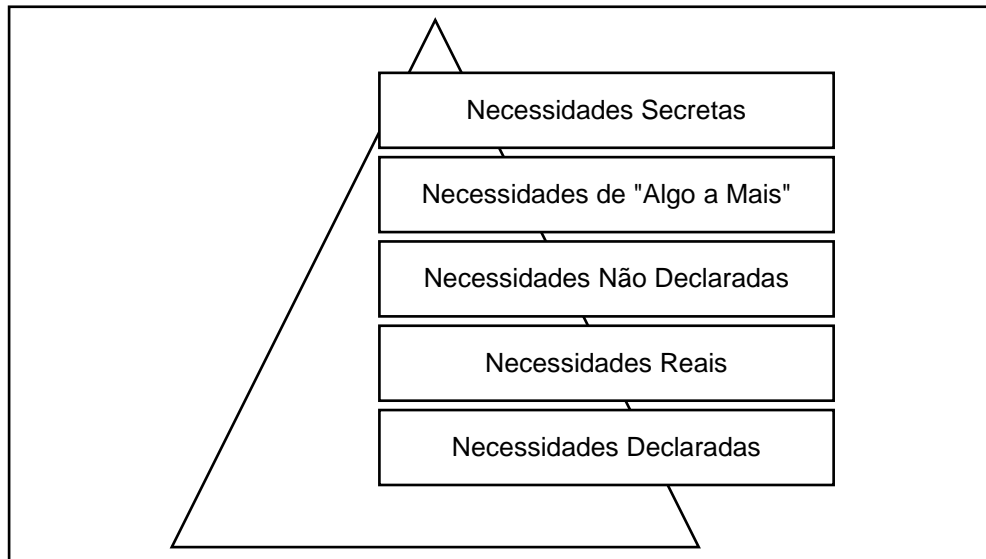 Necessidades Secretas
Necessidades de "Algo a Mais"
Necessidades Não Declaradas
Necessidades Reais
Necessidades Declaradas